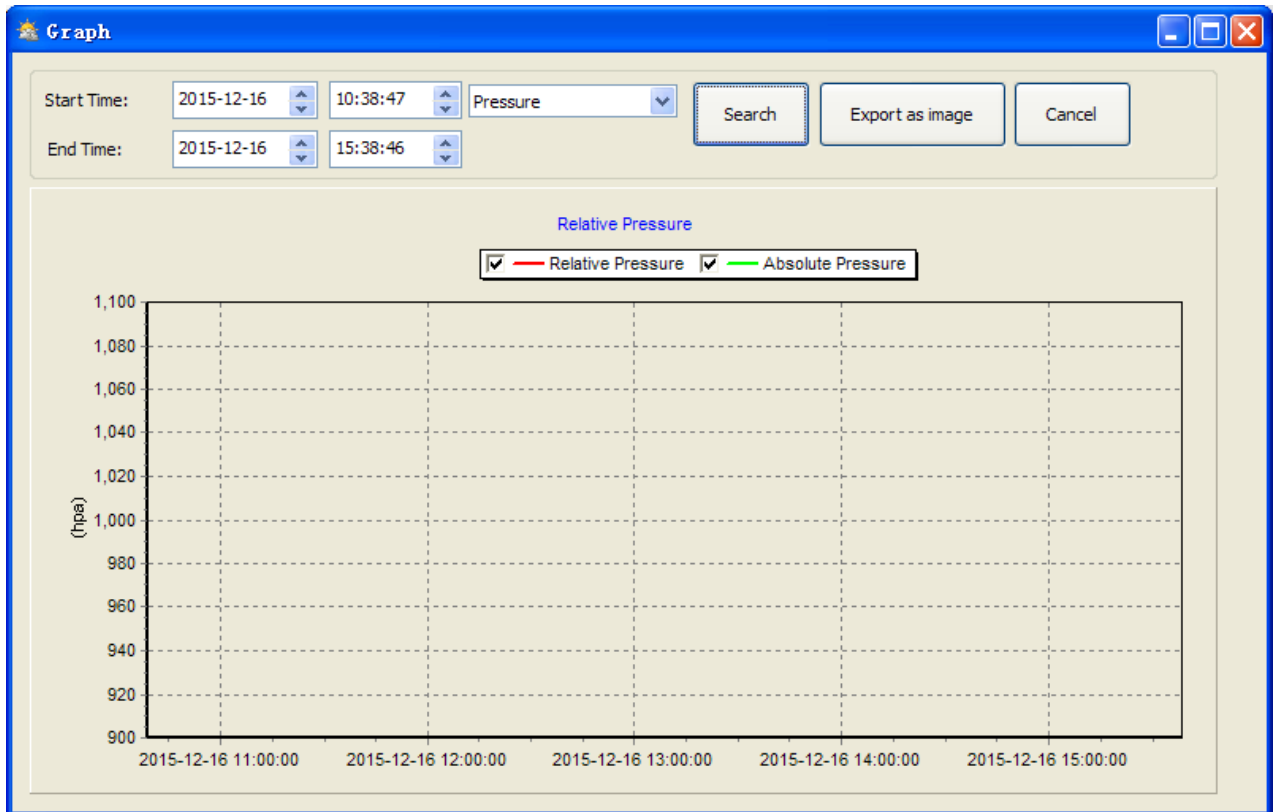 Graph
Start Time: 2015-12-16 10:38:47 Pressure Search Export as image Cancel
End Time: 2015-12-16 15:38:46
Relative Pressure
Relative Pressure Absolute Pressure
1,100
1,080
1,060
1,040
1,020
(hpa)
1,000
980
960
940
920
900
2015-12-16 11:00:00 2015-12-16 12:00:00 2015-12-16 13:00:00 2015-12-16 14:00:00 2015-12-16 15:00:00